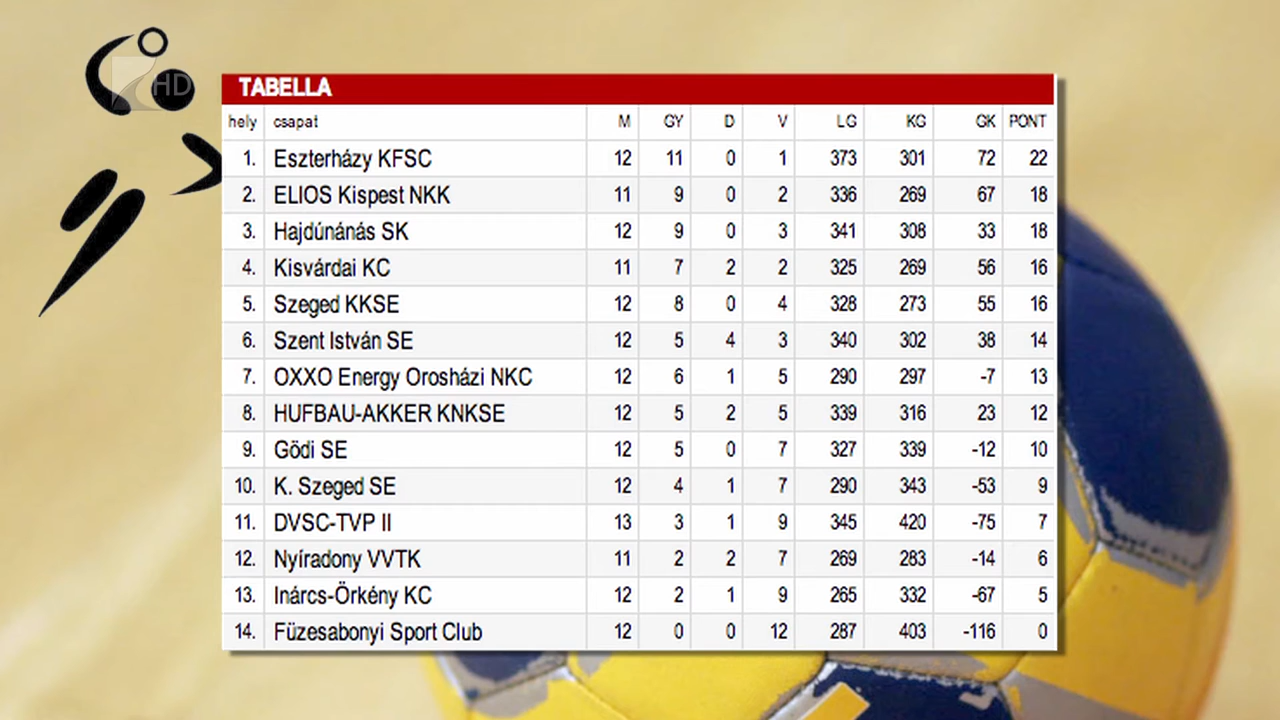 HD
TABELLA
hely csapat M GY D V LG KG GK PONT
1. Eszterházy KFSC 12 11 0 1 373 301 72 22
2. ELIOS Kispest NKK 11 9 0 2 336 269 67 18
3. Hajdúnánás SK 12 9 0 3 341 308 33 18
4. Kisvárdai KC 11 7 2 2 325 269 56 16
5. Szeged KKSE 12 8 0 4 328 273 55 16
6. Szent István SE 12 5 4 3 340 302 38 14
7. OXXO Energy Orosházi NKC 12 6 1 5 290 297 -7 13
8. HUFBAU-AKKER KNKSE 12 5 2 5 339 316 23 12
9. Gödi SE 12 5 0 7 327 339 -12 10
10. K. Szeged SE 12 4 1 7 290 343 -53 9
11. DVSC-TVP II 13 3 1 9 345 420 -75 7
12. Nyíradony VVTK 11 2 2 7 269 283 -14 6
13. Inárcs-Örkény KC 12 2 1 9 265 332 -67 5
14. Füzesabonyi Sport Club 12 0 0 12 287 403 -116 0